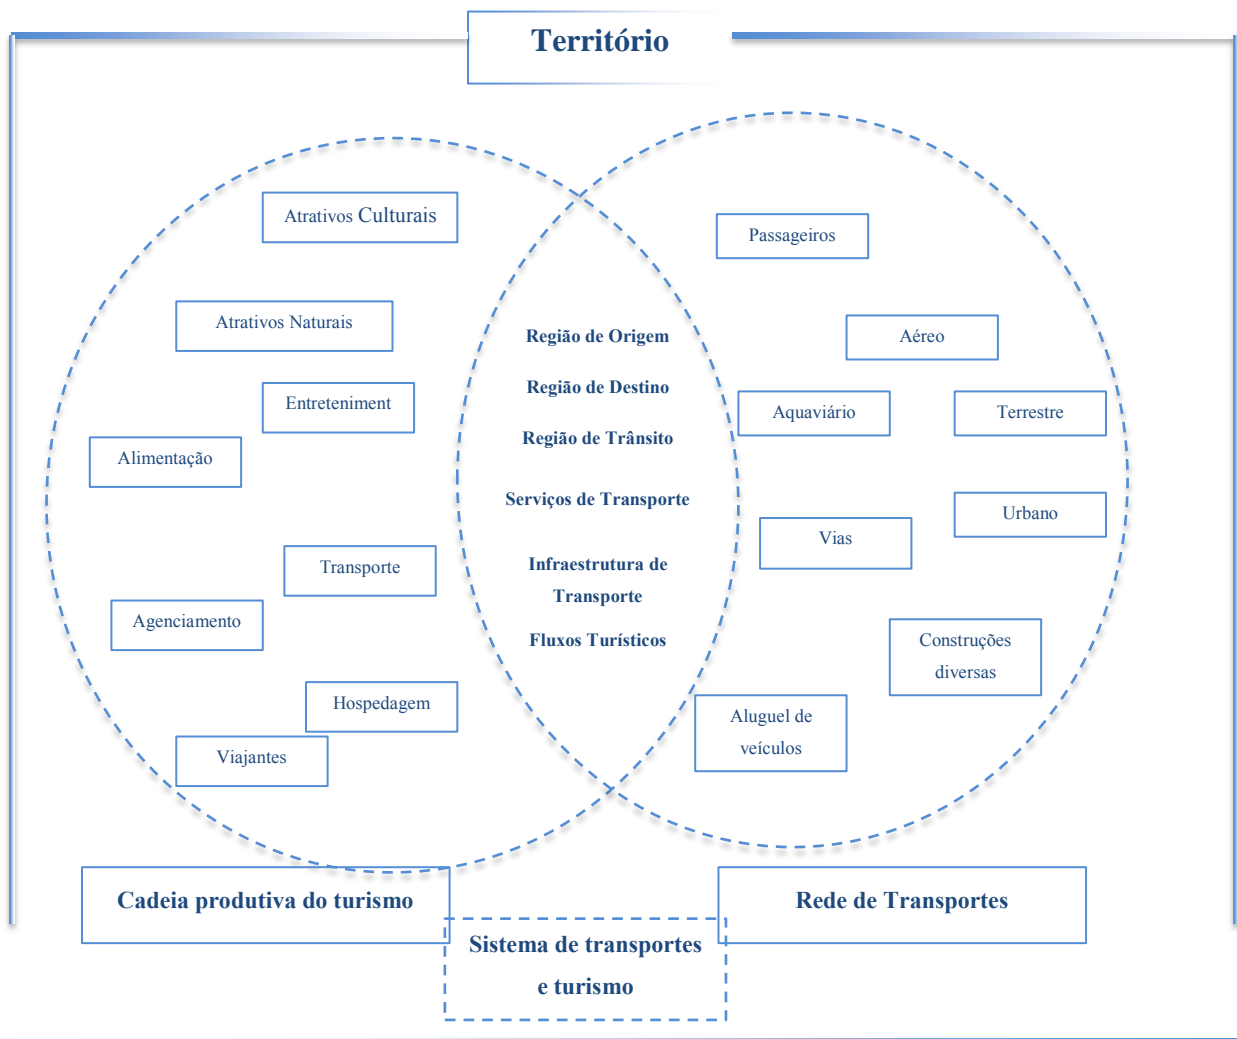 Território
Atrativos Culturais
Atrativos Naturais
Entreteniment
Alimentação
Transporte
Agenciamento
Hospedagem
Viajantes
Região de Origem
Região de Destino
Região de Trânsito
Serviços de Transporte
Infraestrutura de
Transporte
Fluxos Turísticos
Passageiros
Aéreo
Aquaviário
Terrestre
Urbano
Vias
Construções
diversas
Aluguel de
veículos
Cadeia produtiva do turismo
Rede de Transportes
Sistema de transportes
e turismo